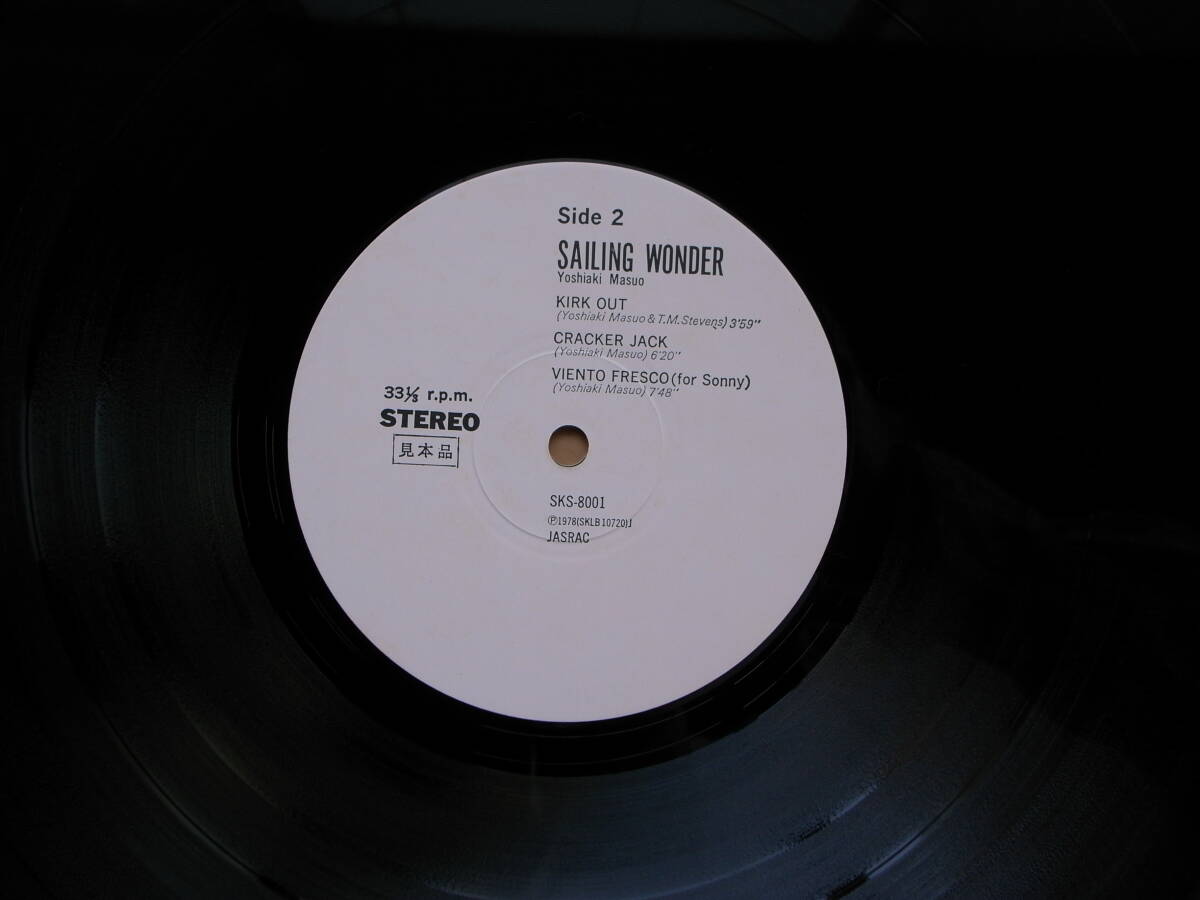 Side 2
SAILING WONDER
Yoshiaki Masuo
KIRK OUT
(Yoshiaki Masuo & T.M.Stevens) 3'59"
CRACKER JACK
(Yoshiaki Masuo) 6'20"
VIENTO FRESCO (for Sonny)
(Yoshiaki Masuo) 7'48"
33⅓ r.p.m.
STEREO
見本品
SKS-8001
Ⓟ1978(SKLB 10720)J
JASRAC